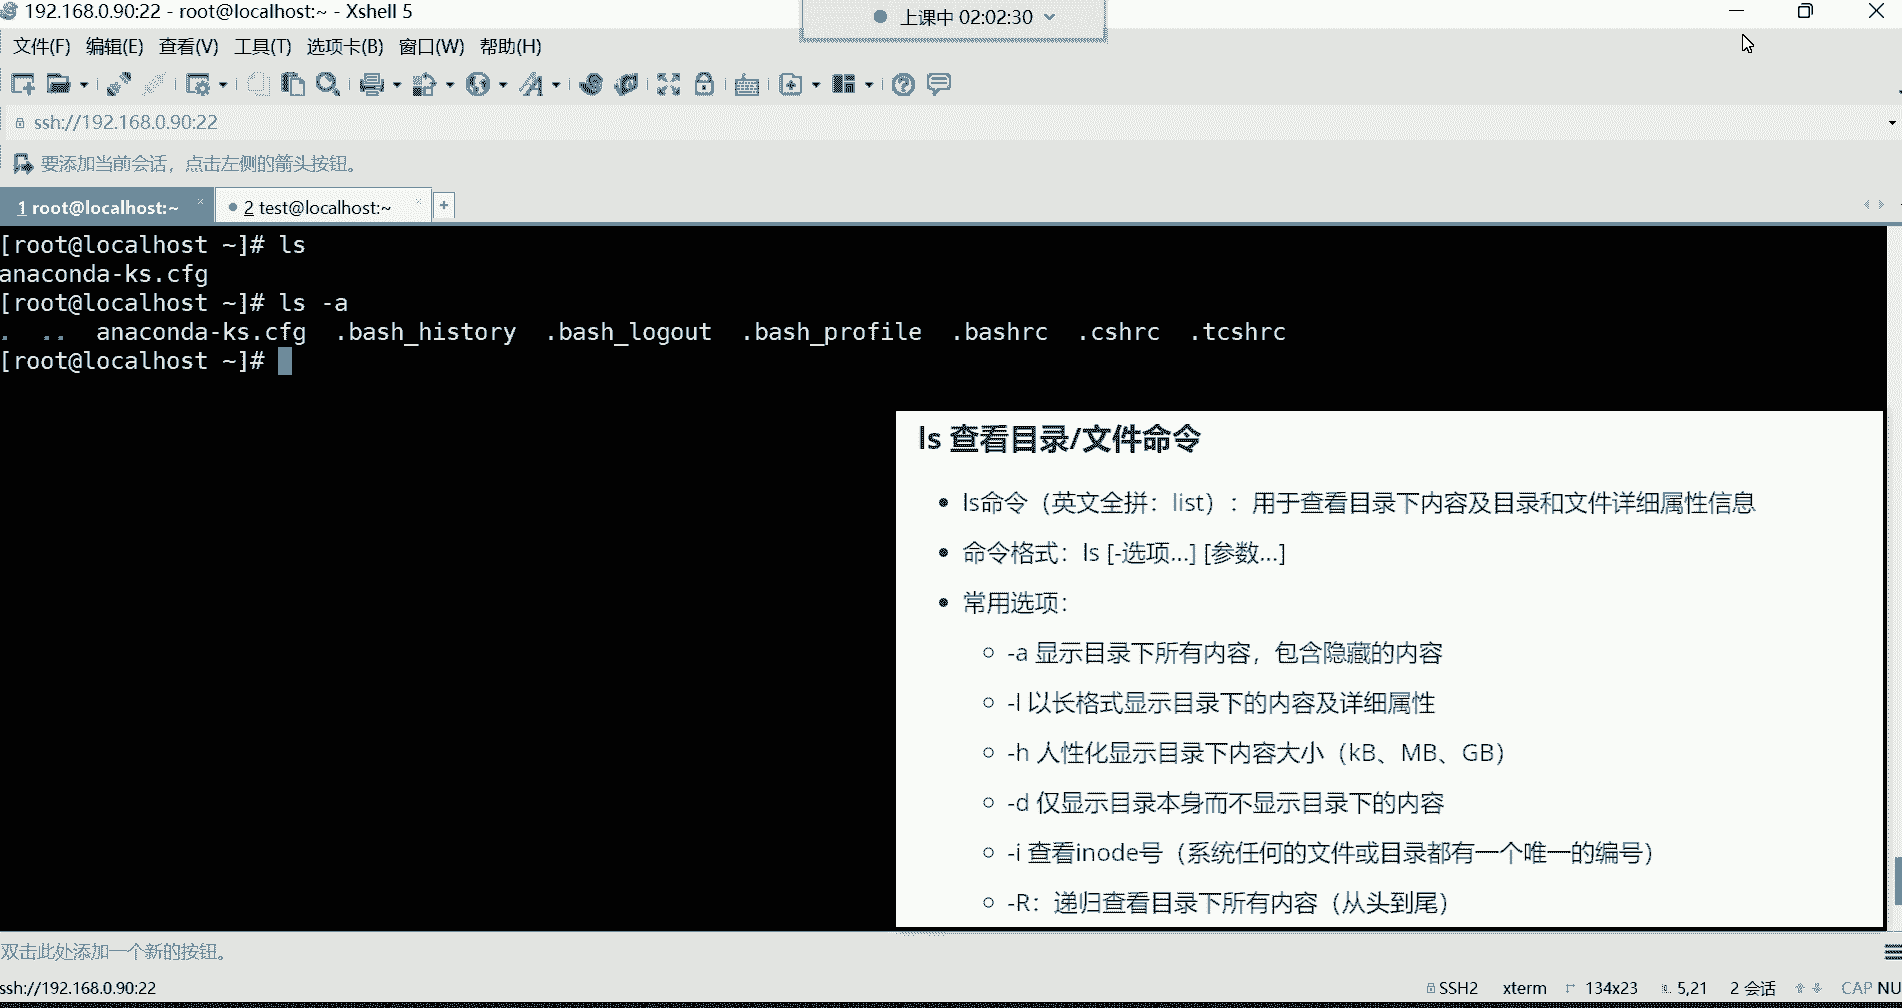 192.168.0.90:22 - root@localhost:~ - Xshell 5
上课中 02:02:30
文件(F) 编辑(E) 查看(V) 工具(T) 选项卡(B) 窗口(W) 帮助(H)
ssh://192.168.0.90:22
要添加当前会话，点击左侧的箭头按钮。
1 root@localhost:~
2 test@localhost:~
[root@localhost ~]# ls
anaconda-ks.cfg
[root@localhost ~]# ls -a
.  ..  anaconda-ks.cfg  .bash_history  .bash_logout  .bash_profile  .bashrc  .cshrc  .tcshrc
[root@localhost ~]#
ls 查看目录/文件命令
• ls命令（英文全拼：list）：用于查看目录下内容及目录和文件详细属性信息
• 命令格式：ls [-选项...] [参数...]
• 常用选项：
○ -a 显示目录下所有内容，包含隐藏的内容
○ -l 以长格式显示目录下的内容及详细属性
○ -h 人性化显示目录下内容大小（kB、MB、GB）
○ -d 仅显示目录本身而不显示目录下的内容
○ -i 查看inode号（系统任何的文件或目录都有一个唯一的编号）
○ -R：递归查看目录下所有内容（从头到尾）
双击此处添加一个新的按钮。
ssh://192.168.0.90:22
SSH2 xterm 134x23 5,21 2 会话 CAP NU